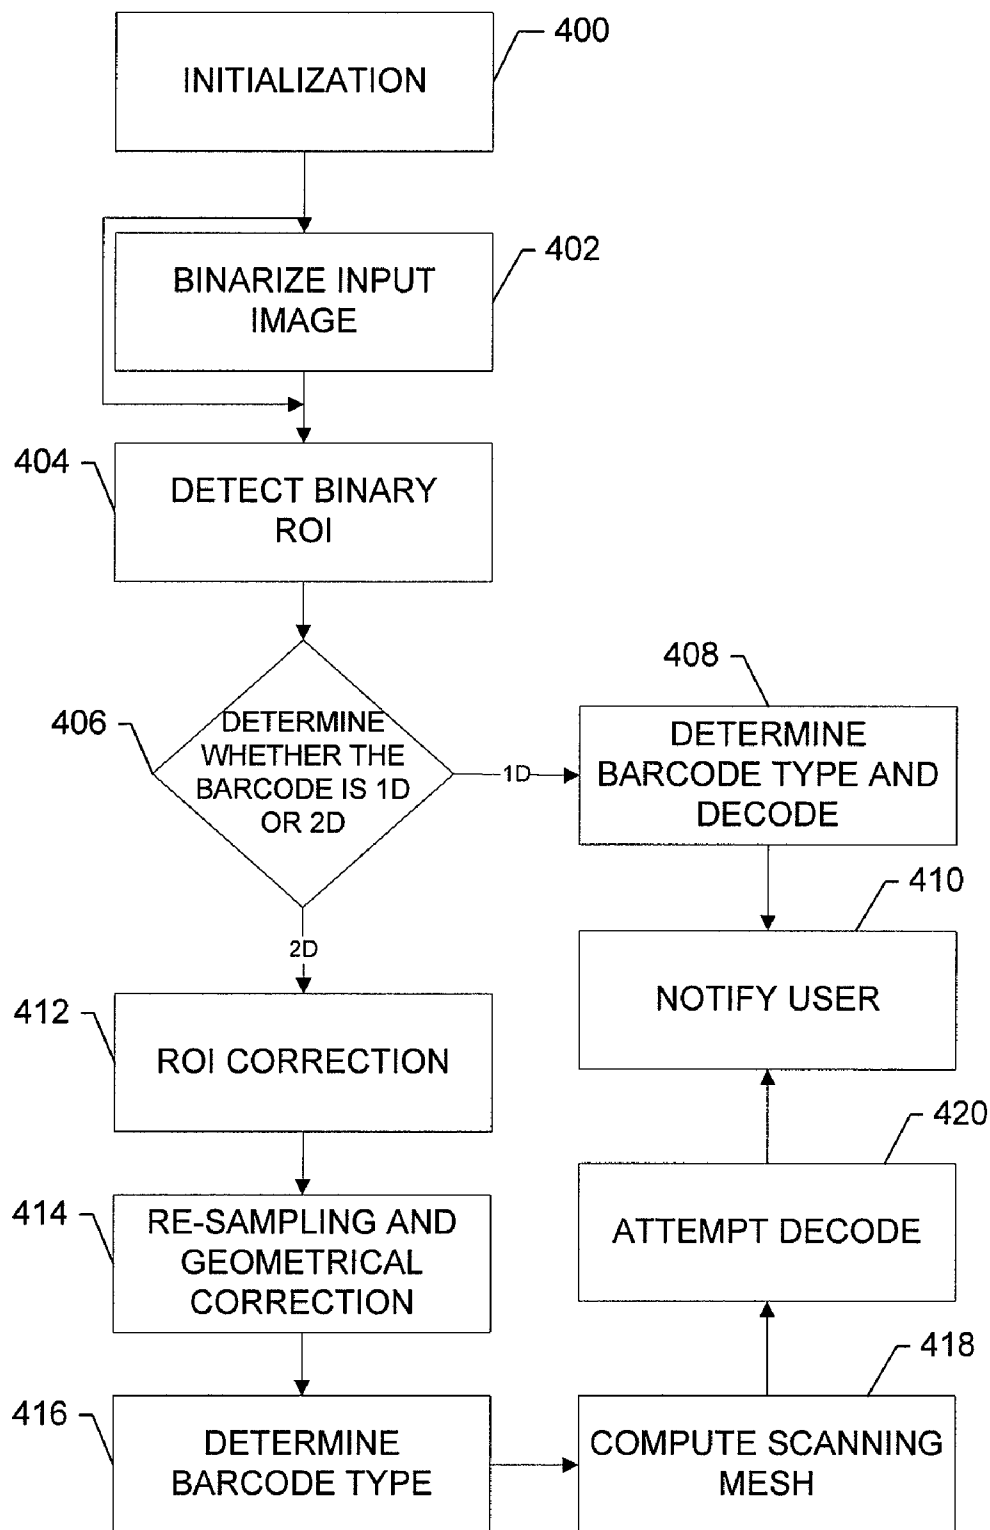 400
INITIALIZATION
402
BINARIZE INPUT
IMAGE
404
DETECT BINARY
ROI
406
DETERMINE
WHETHER THE
BARCODE IS 1D
OR 2D
1D
408
DETERMINE
BARCODE TYPE AND
DECODE
410
NOTIFY USER
2D
412
ROI CORRECTION
414
RE-SAMPLING AND
GEOMETRICAL
CORRECTION
416
DETERMINE
BARCODE TYPE
418
COMPUTE SCANNING
MESH
420
ATTEMPT DECODE